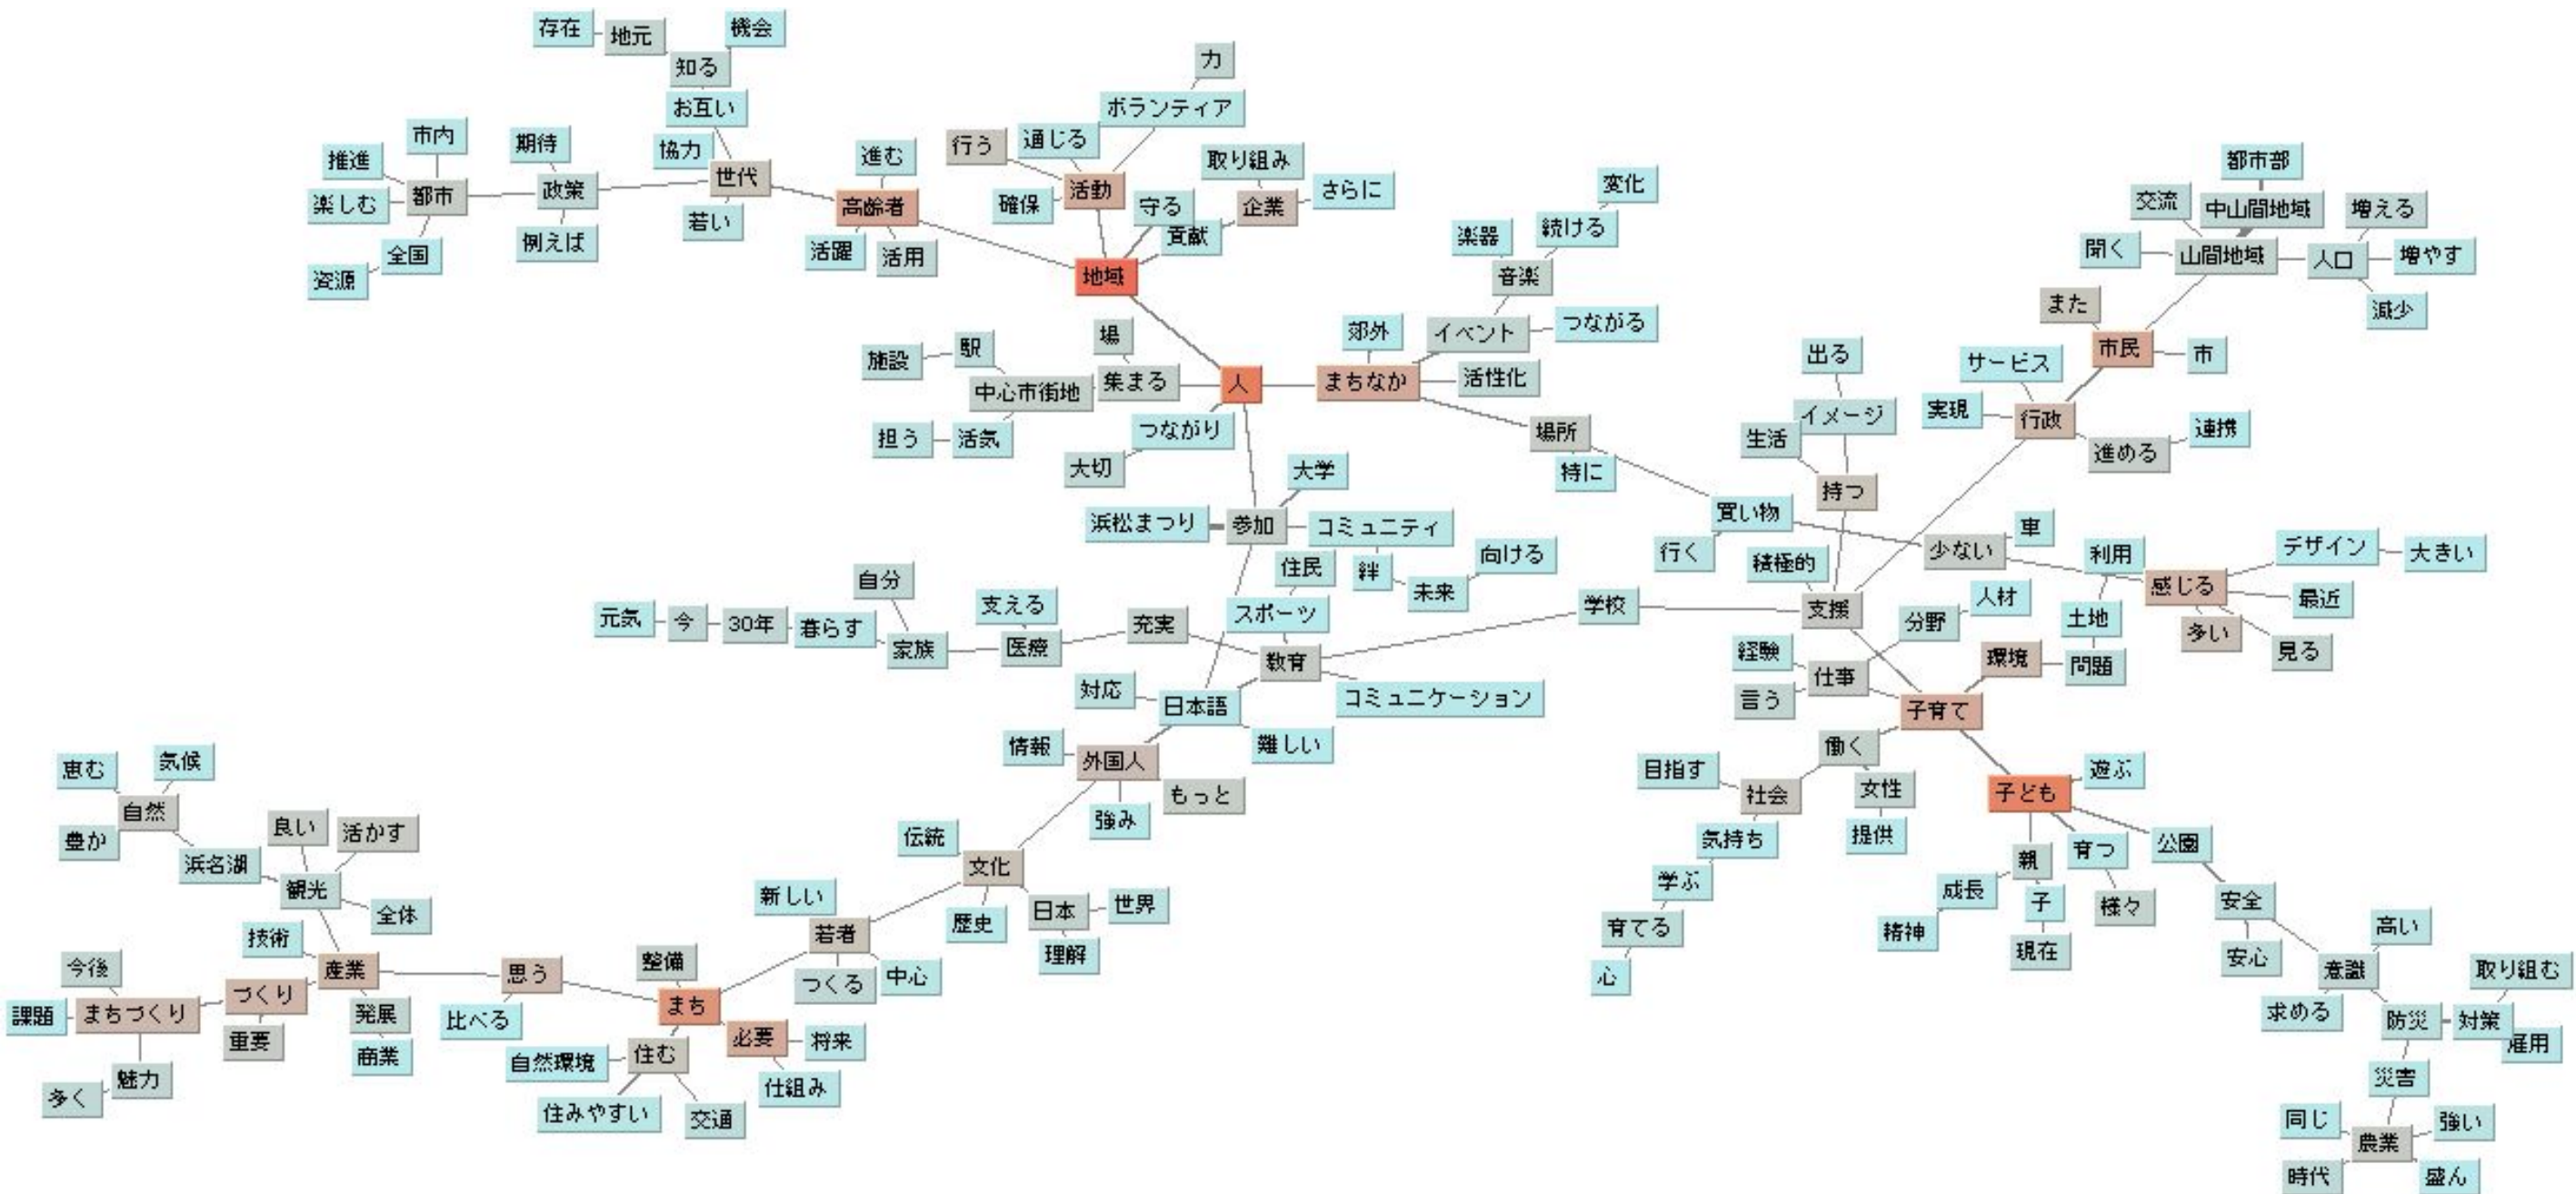 存在
地元
機会
知る
お互い
協力
世代
若い
市内
推進
楽しむ
都市
全国
資源
期待
政策
例えば
進む
高齢者
活躍
活用
力
ボランティア
通じる
行う
活動
確保
取り組み
さらに
企業
守る
貢献
地域
場
集まる
人
駅
施設
中心市街地
担う
活気
つながり
大切
変化
続ける
楽器
音楽
郊外
イベント
つながる
まちなか
活性化
場所
特に
買い物
行く
少ない
車
利用
感じる
デザイン
大きい
最近
多い
見る
都市部
交流
中山間地域
増える
聞く
山間地域
人口
増やす
減少
また
市民
市
サービス
実現
行政
連携
進める
出る
イメージ
生活
持つ
積極的
支援
学校
大学
浜松まつり
参加
コミュニティ
絆
未来
向ける
住民
スポーツ
教育
コミュニケーション
充実
支える
医療
自分
家族
暮らす
30年
今
元気
対応
日本語
難しい
情報
外国人
もっと
強み
伝統
文化
歴史
日本
世界
理解
新しい
若者
つくる
中心
整備
まち
必要
将来
仕組み
自然環境
住む
住みやすい
交通
思う
比べる
恵む
気候
自然
豊か
浜名湖
良い
活かす
観光
全体
技術
産業
発展
商業
づくり
重要
今後
課題
まちづくり
魅力
多く
人材
分野
経験
仕事
言う
環境
土地
問題
子育て
働く
女性
提供
目指す
社会
気持ち
学ぶ
育てる
心
遊ぶ
子ども
親
育つ
公園
成長
精神
子
現在
様々
安全
安心
高い
意識
求める
取り組む
防災
対策
雇用
災害
同じ
強い
農業
時代
盛ん